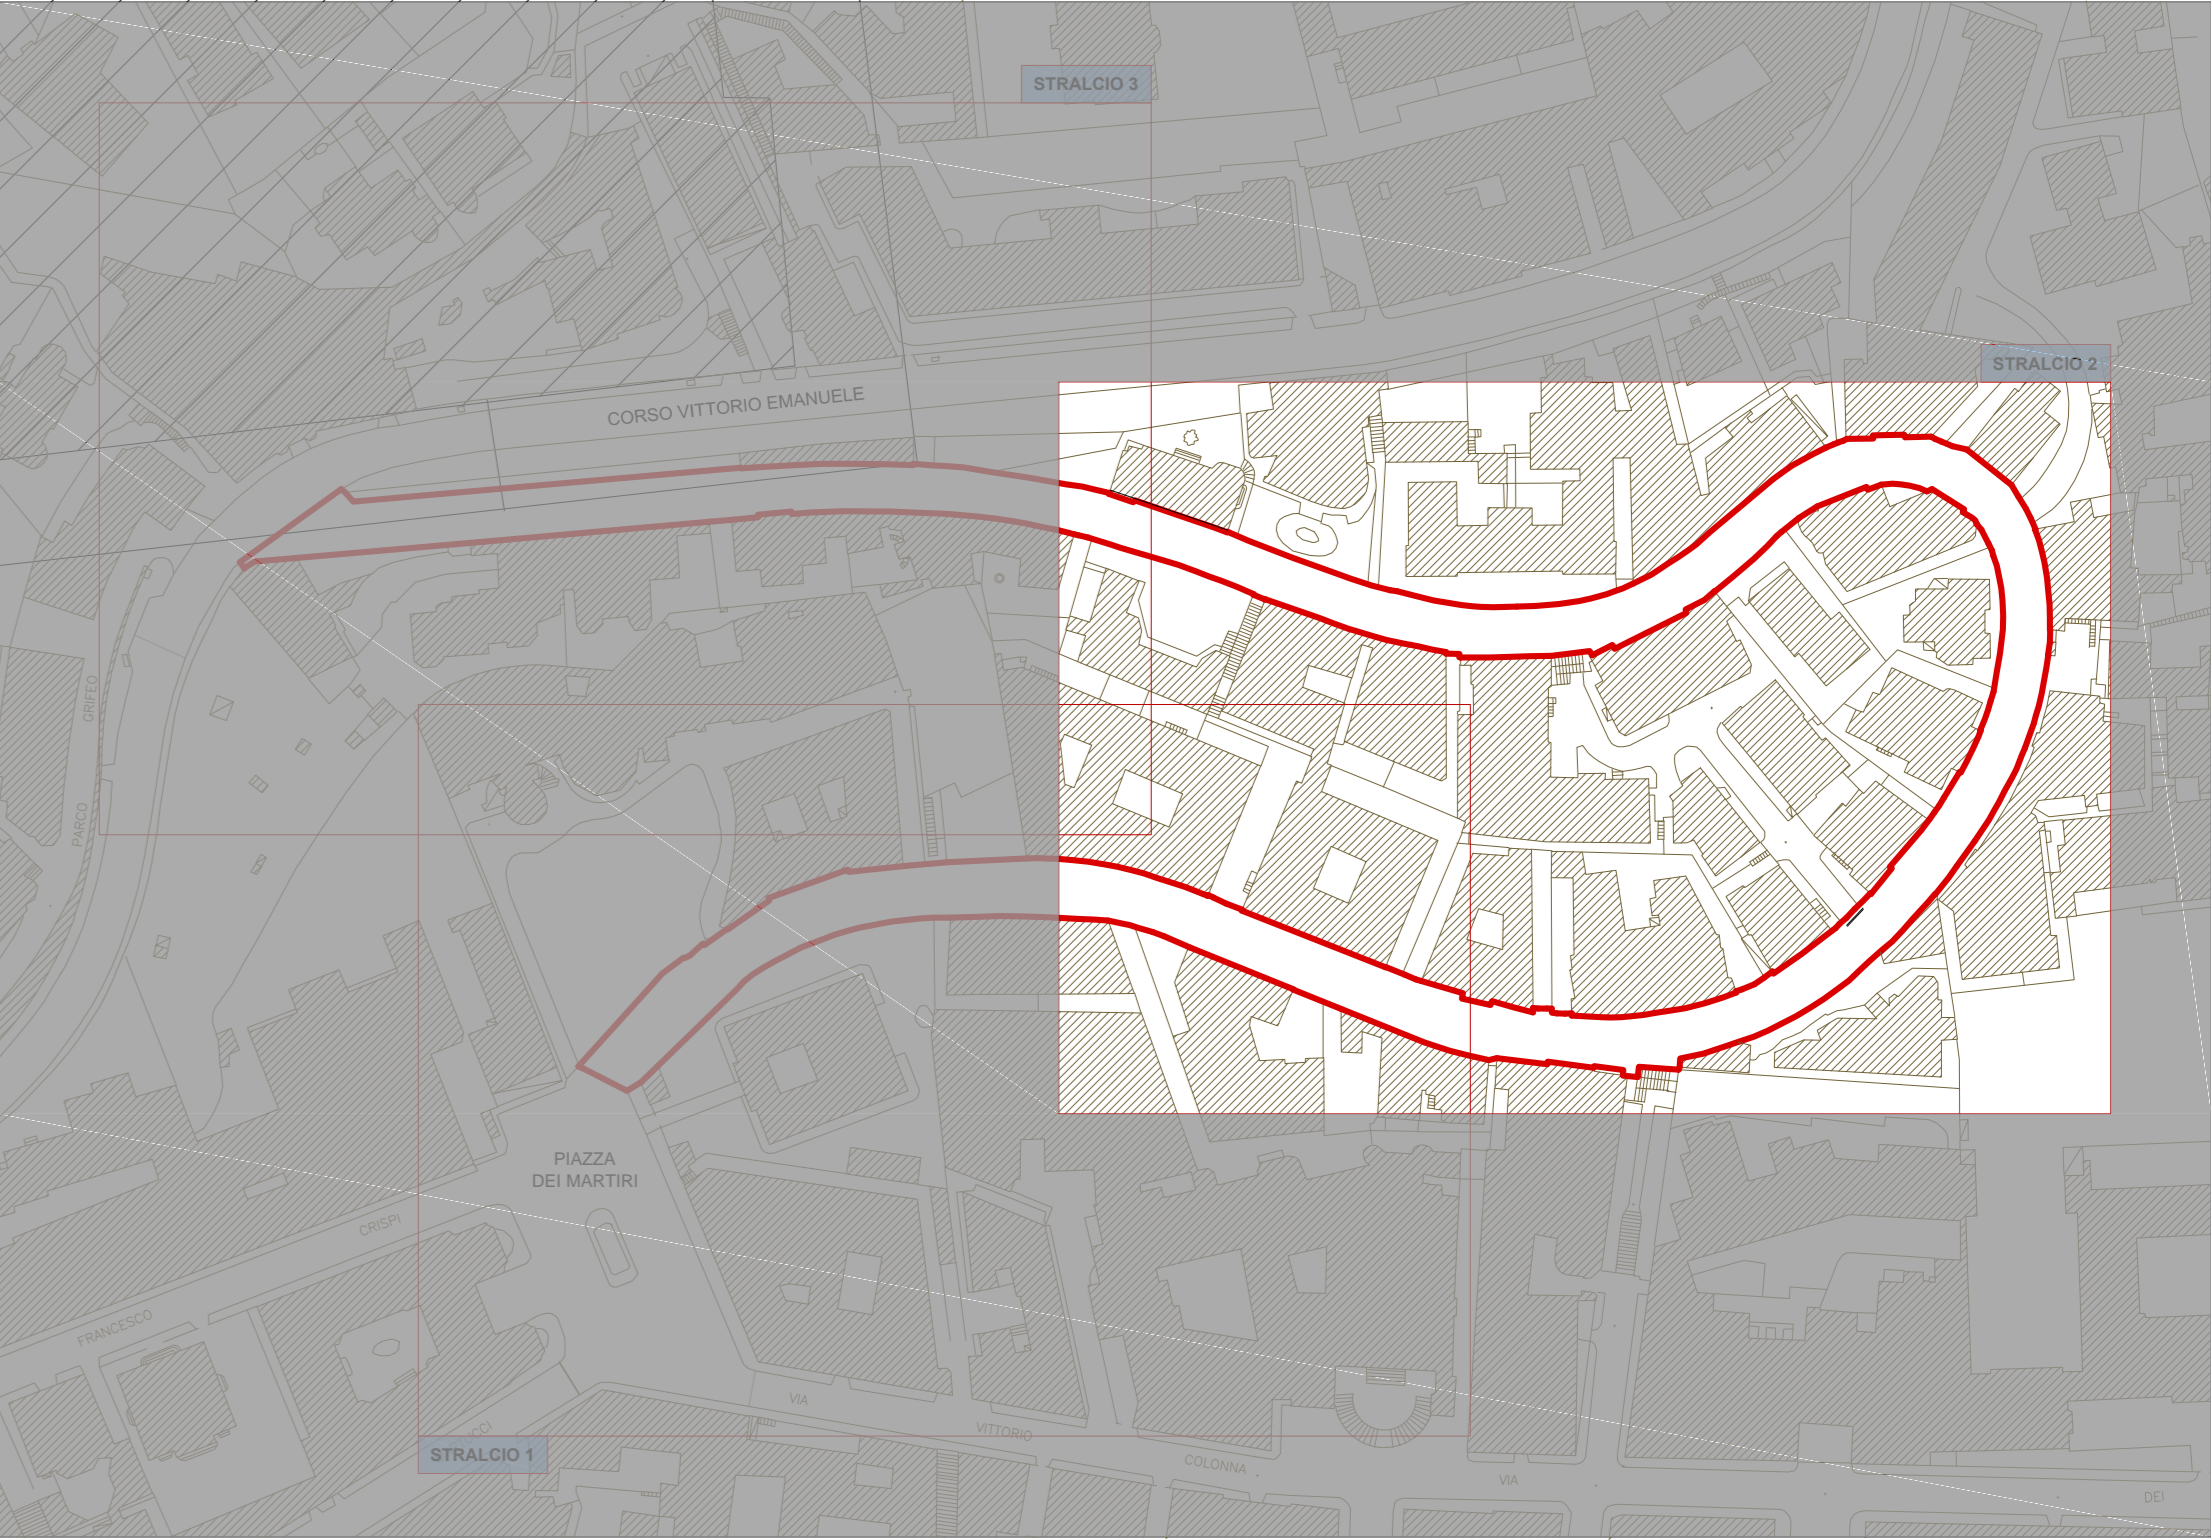 STRALCIO 3
STRALCIO 2
CORSO VITTORIO EMANUELE
GRIFEO
PARCO
PIAZZA
DEI MARTIRI
CRISPI
FRANCESCO
VIA
VITTORIO
STRALCIO 1
COLONNA
VIA
DEI